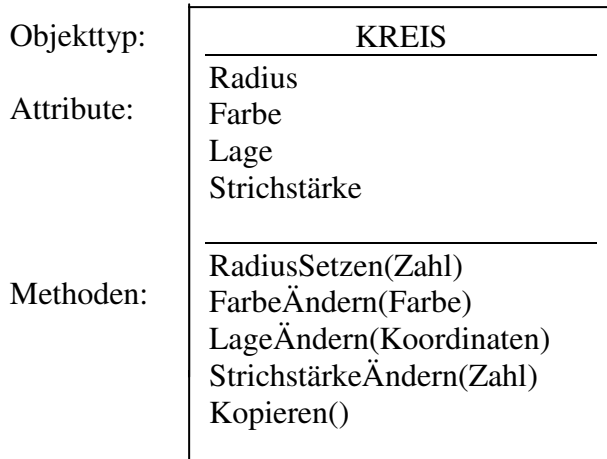 Objekttyp: KREIS
Radius
Attribute: Farbe
Lage
Strichstärke
RadiusSetzen(Zahl)
Methoden: FarbeÄndern(Farbe)
LageÄndern(Koordinaten)
StrichstärkeÄndern(Zahl)
Kopieren()